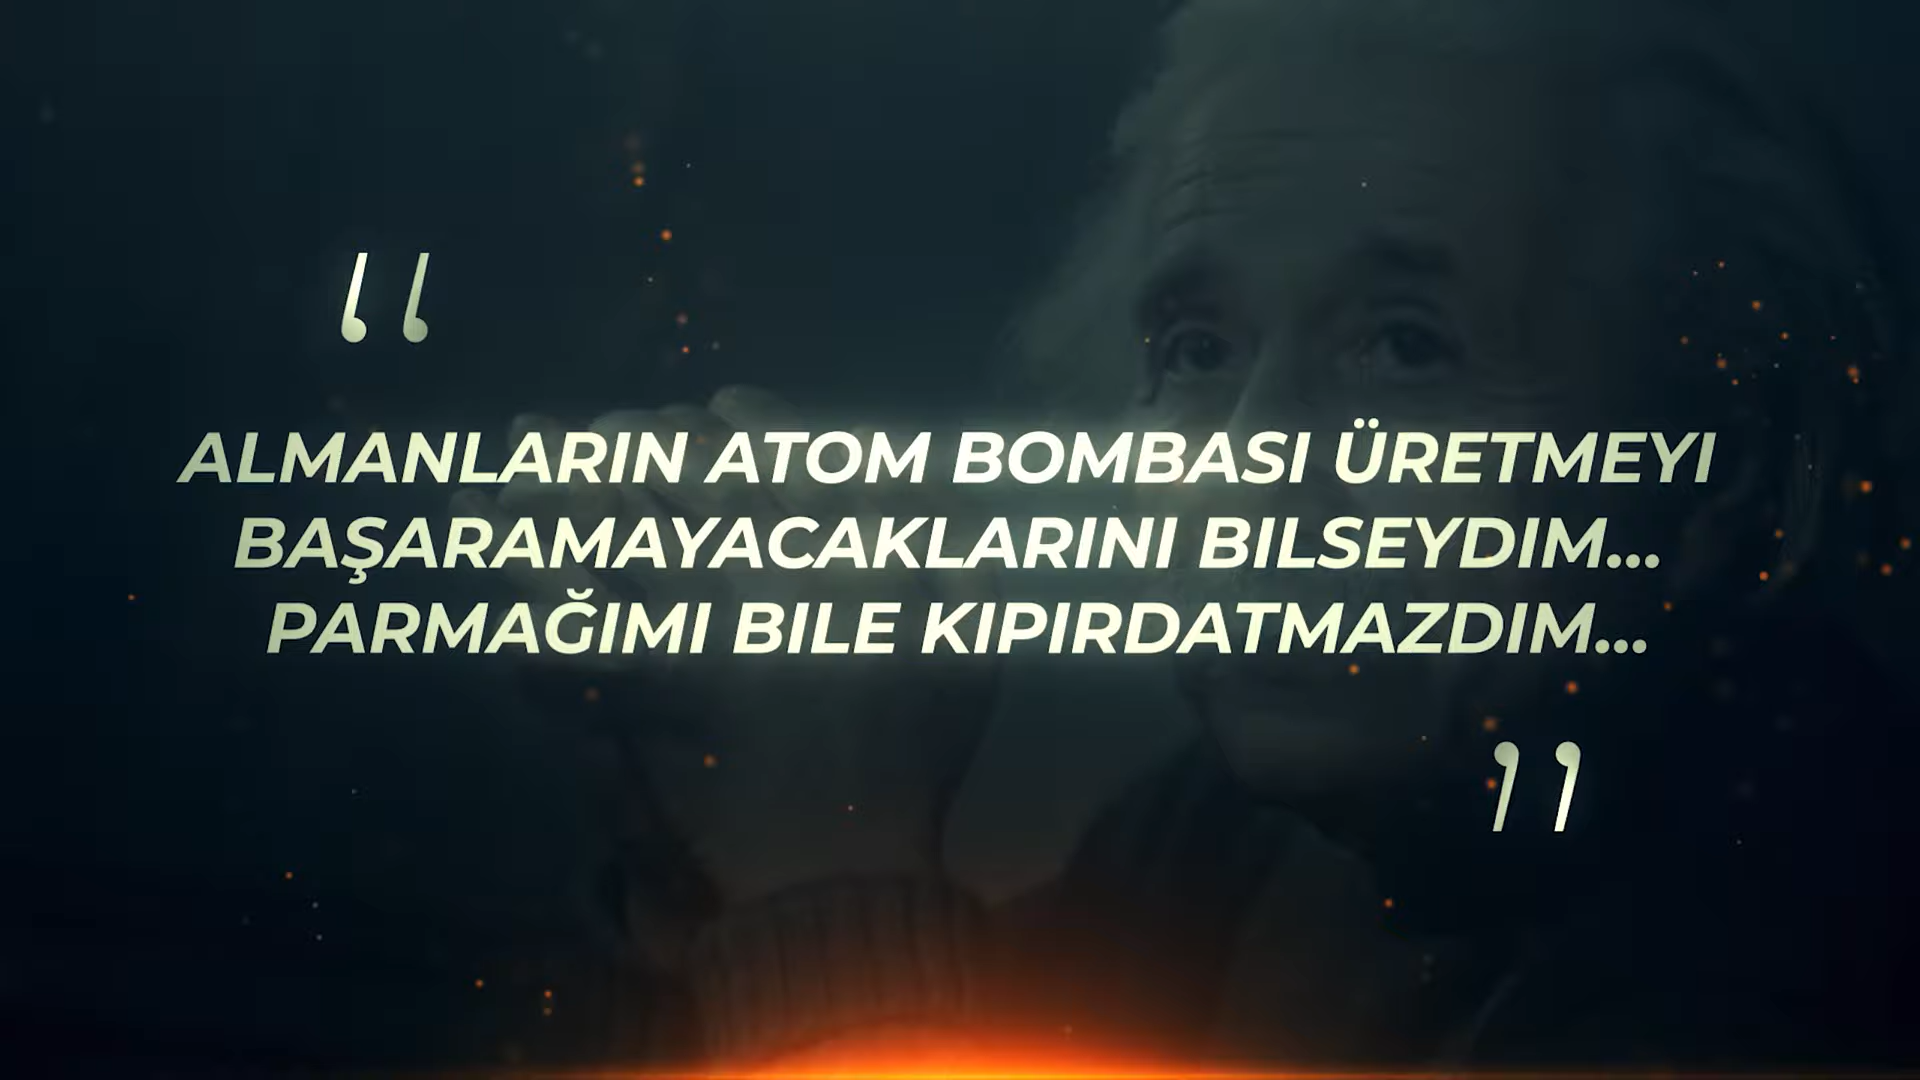 “
ALMANLARIN ATOM BOMBASI ÜRETMEYI
BAŞARAMAYACAKLARINI BILSEYDIM...
PARMAĞIMI BILE KIPIRDATMAZDIM...
”